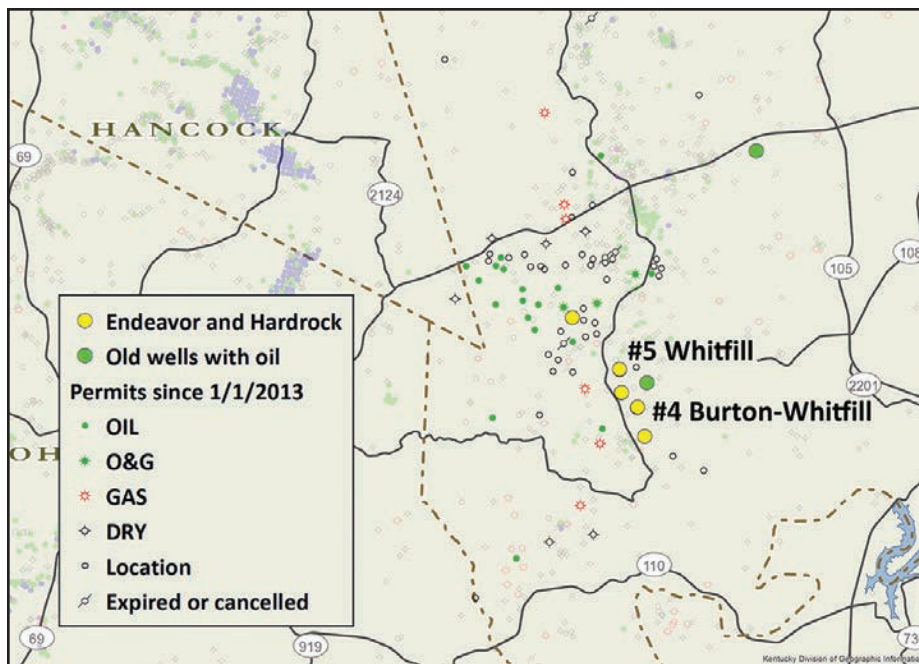 HANCOCK
69
2124
105
108
Endeavor and Hardrock
Old wells with oil
Permits since 1/1/2013
OIL
O&G
GAS
DRY
Location
Expired or cancelled
#5 Whitfill
2201
#4 Burton-Whitfill
OH
110
69
919
73
Kentucky Division of Geographic Informatio